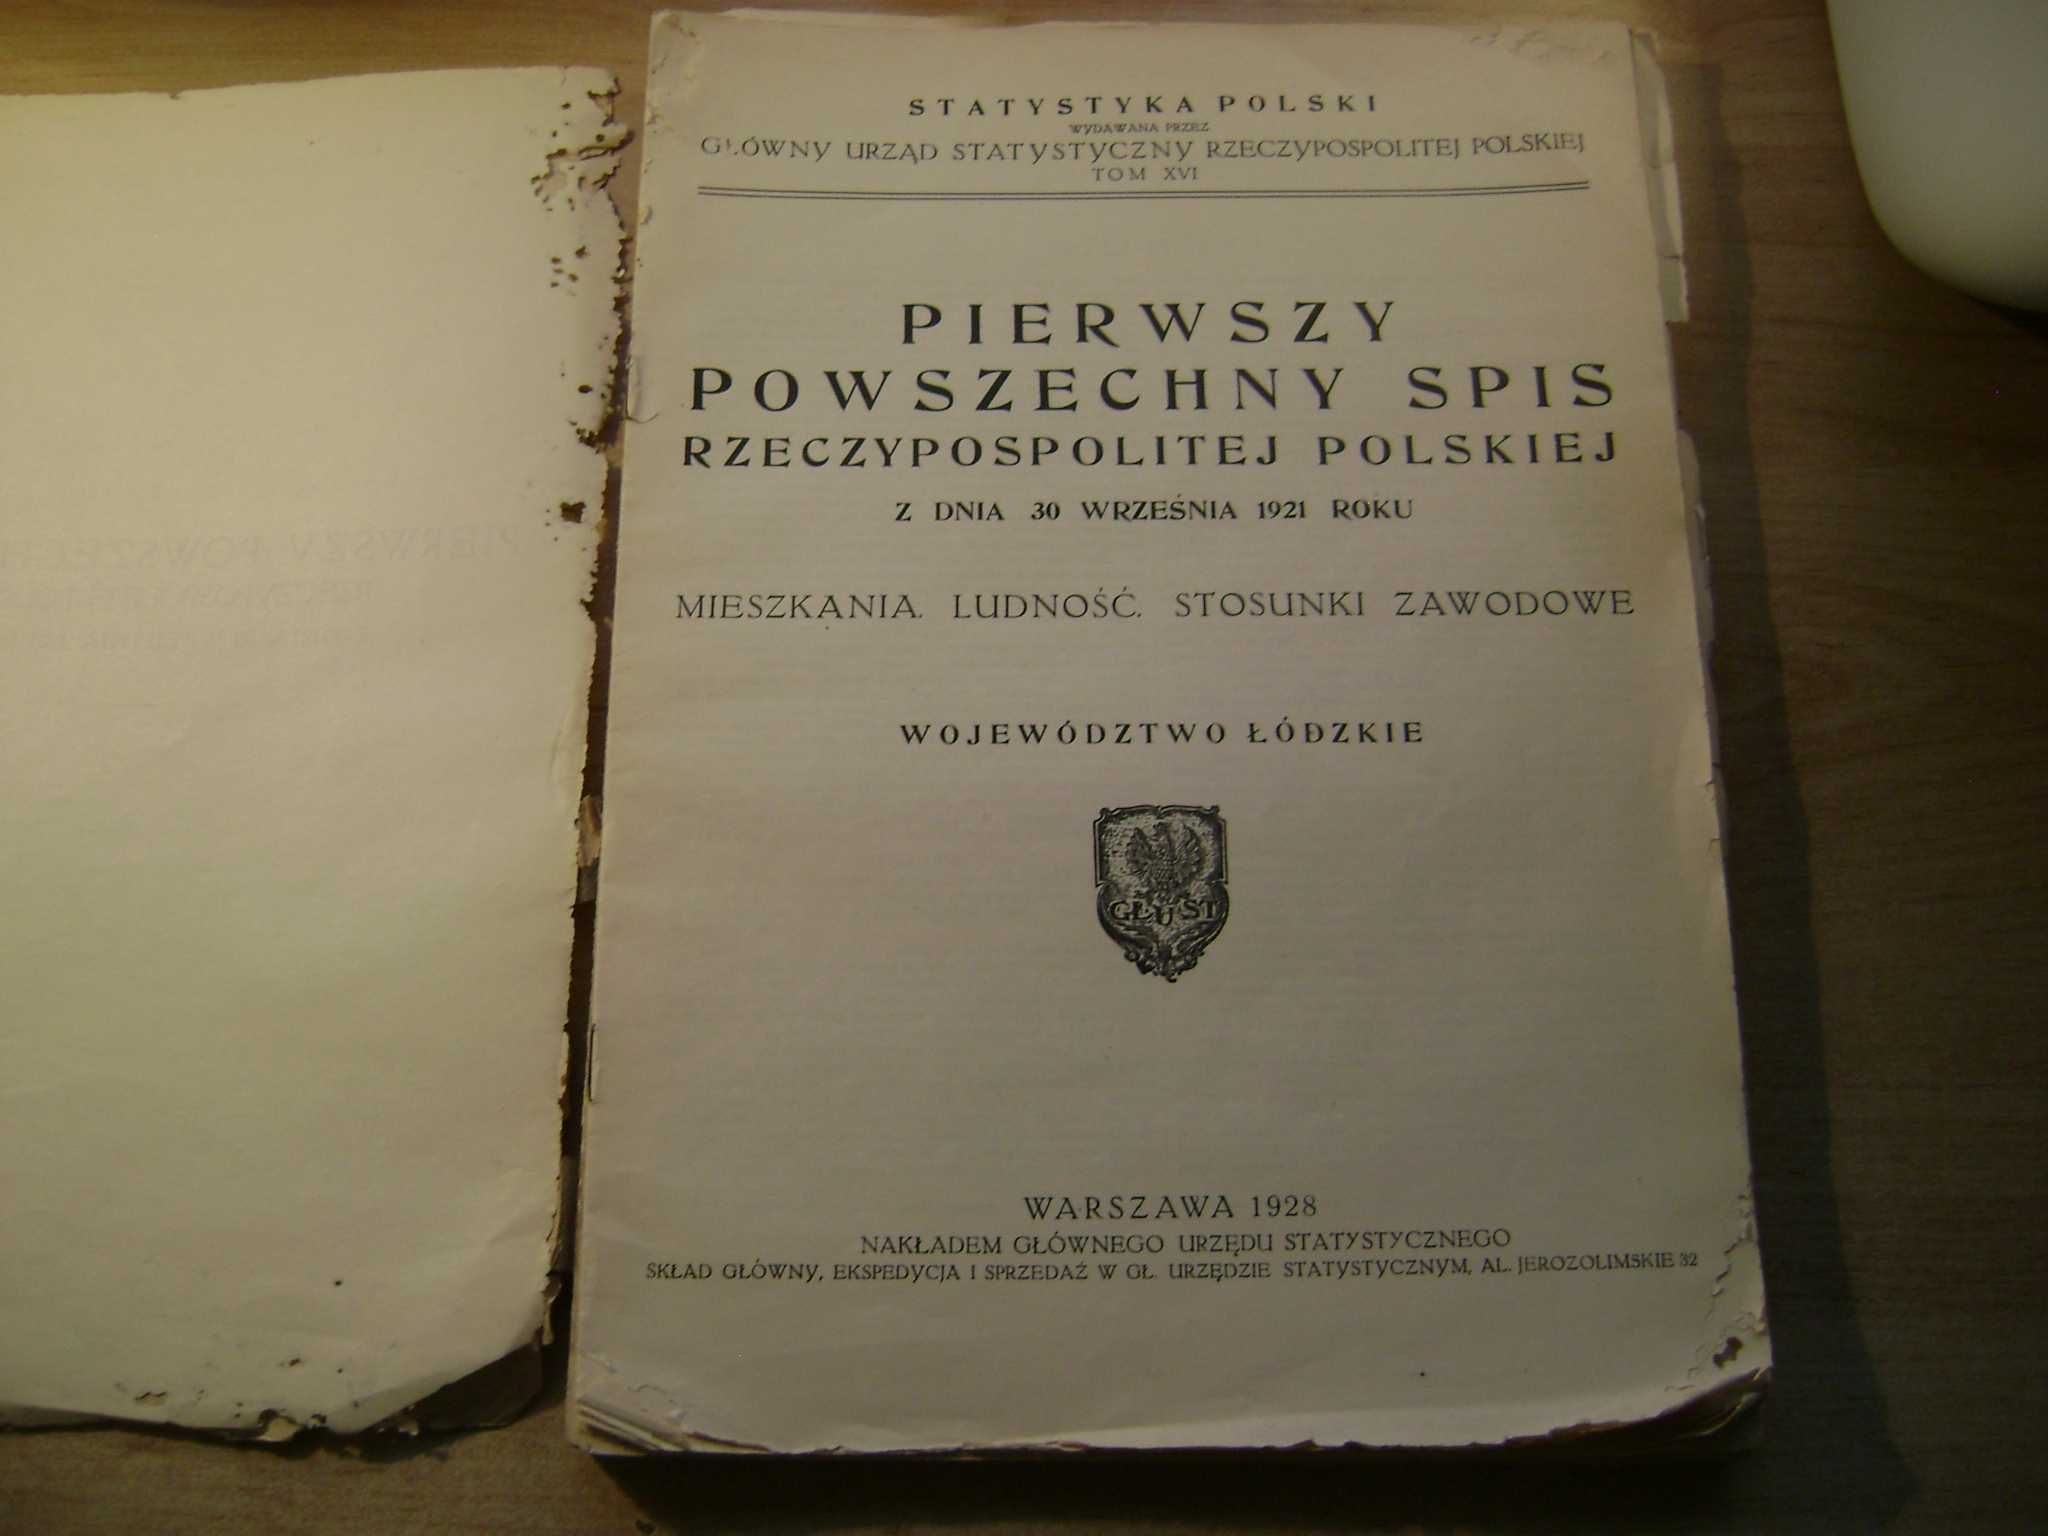 STATYSTYKA POLSKI
WYDAWANA PRZEZ
GŁÓWNY URZĄD STATYSTYCZNY RZECZYPOSPOLITEJ POLSKIEJ
TOM XVI
PIERWSZY
POWSZECHNY SPIS
RZECZYPOSPOLITEJ POLSKIEJ
Z DNIA 30 WRZEŚNIA 1921 ROKU
MIESZKANIA. LUDNOŚĆ. STOSUNKI ZAWODOWE
WOJEWÓDZTWO ŁÓDZKIE
GŁUST
WARSZAWA 1928
NAKŁADEM GŁÓWNEGO URZĘDU STATYSTYCZNEGO
SKŁAD GŁÓWNY, EKSPEDYCJA I SPRZEDAŻ W GŁ. URZĘDZIE STATYSTYCZNYM, AL. JEROZOLIMSKIE 32